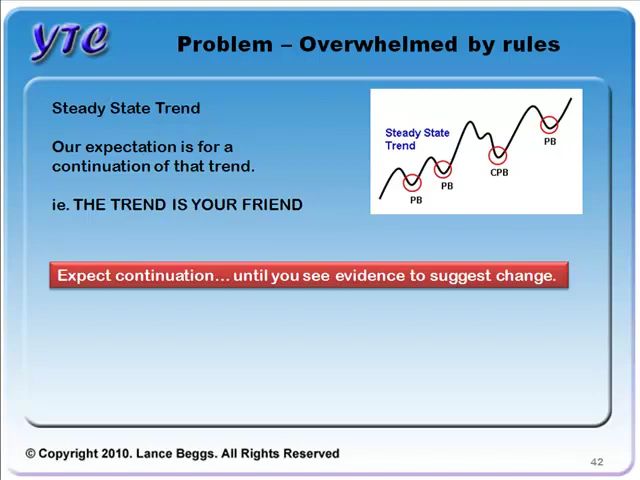 YTC
Problem – Overwhelmed by rules
Steady State Trend
Our expectation is for a
continuation of that trend.
ie. THE TREND IS YOUR FRIEND
Steady State
Trend
PB
PB
CPB
PB
Expect continuation... until you see evidence to suggest change.
© Copyright 2010. Lance Beggs. All Rights Reserved
42